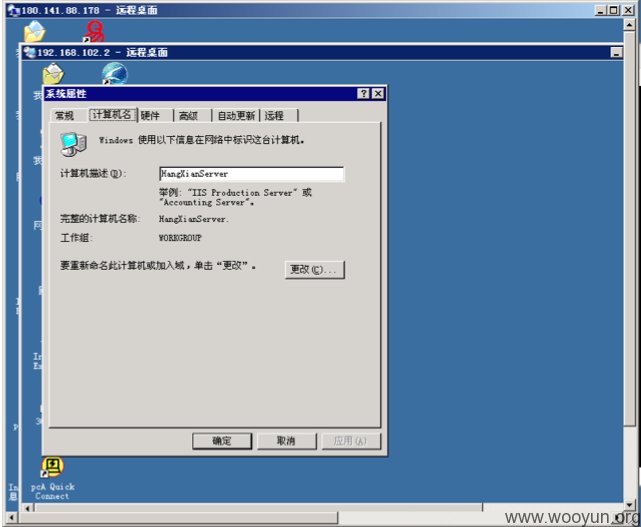 180.141.88.178 - 远程桌面
192.168.102.2 - 远程桌面
系统属性
常规 计算机名 硬件 高级 自动更新 远程
Windows 使用以下信息在网络中标识这台计算机。
计算机描述(D): HangXianServer
举例: "IIS Production Server" 或
"Accounting Server"。
完整的计算机名称: HangXianServer.
工作组: WORKGROUP
要重新命名此计算机或加入域，单击“更改”。 更改(C)...
确定 取消 应用(A)
pcA Quick
Connect
www.wooyun.org